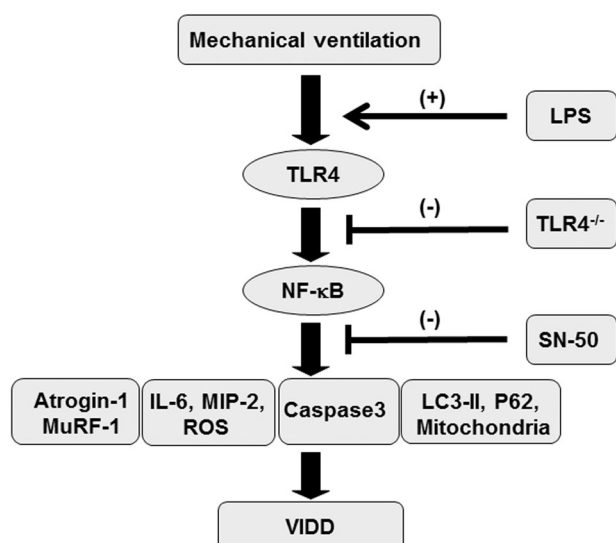 Mechanical ventilation
(+)
LPS
TLR4
(-)
TLR4-/-
NF-κB
(-)
SN-50
Atrogin-1
MuRF-1
IL-6, MIP-2,
ROS
Caspase3
LC3-II, P62,
Mitochondria
VIDD